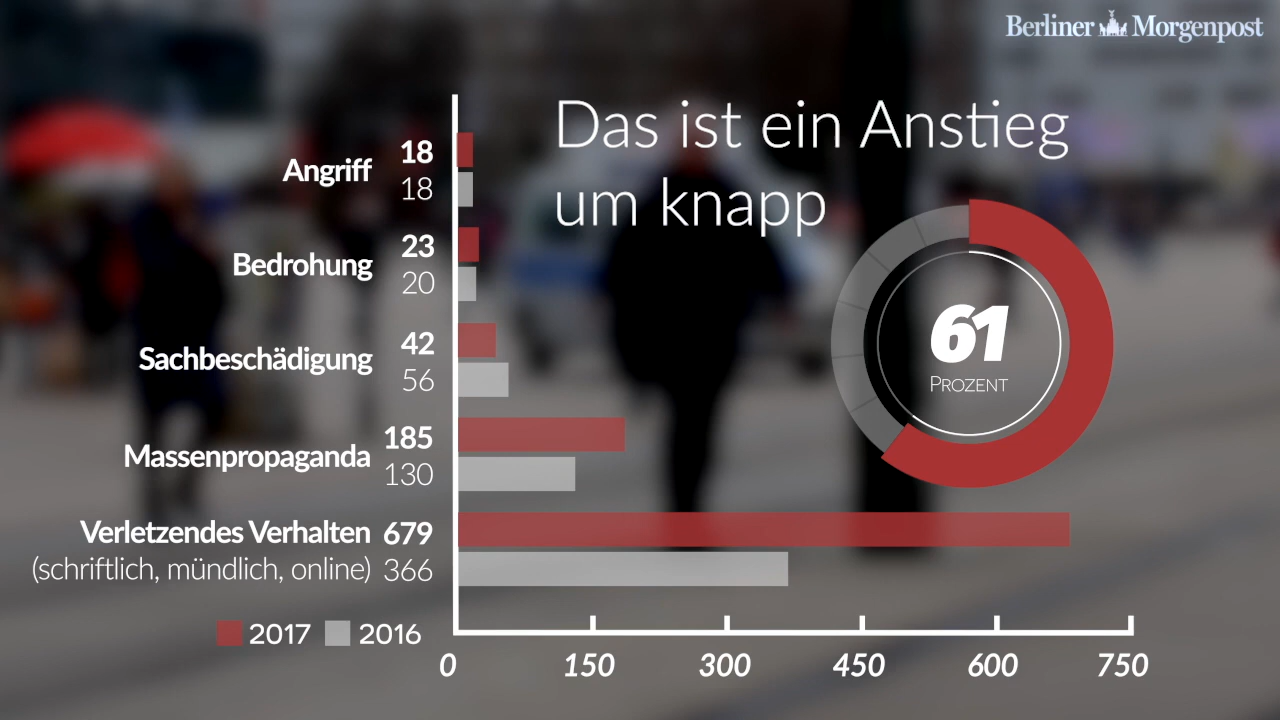 Berliner Morgenpost
Das ist ein Anstieg
um knapp
61
PROZENT
Angriff 18
18
Bedrohung 23
20
Sachbeschädigung 42
56
Massenpropaganda 185
130
Verletzendes Verhalten 679
(schriftlich, mündlich, online) 366
2017 2016
0 150 300 450 600 750